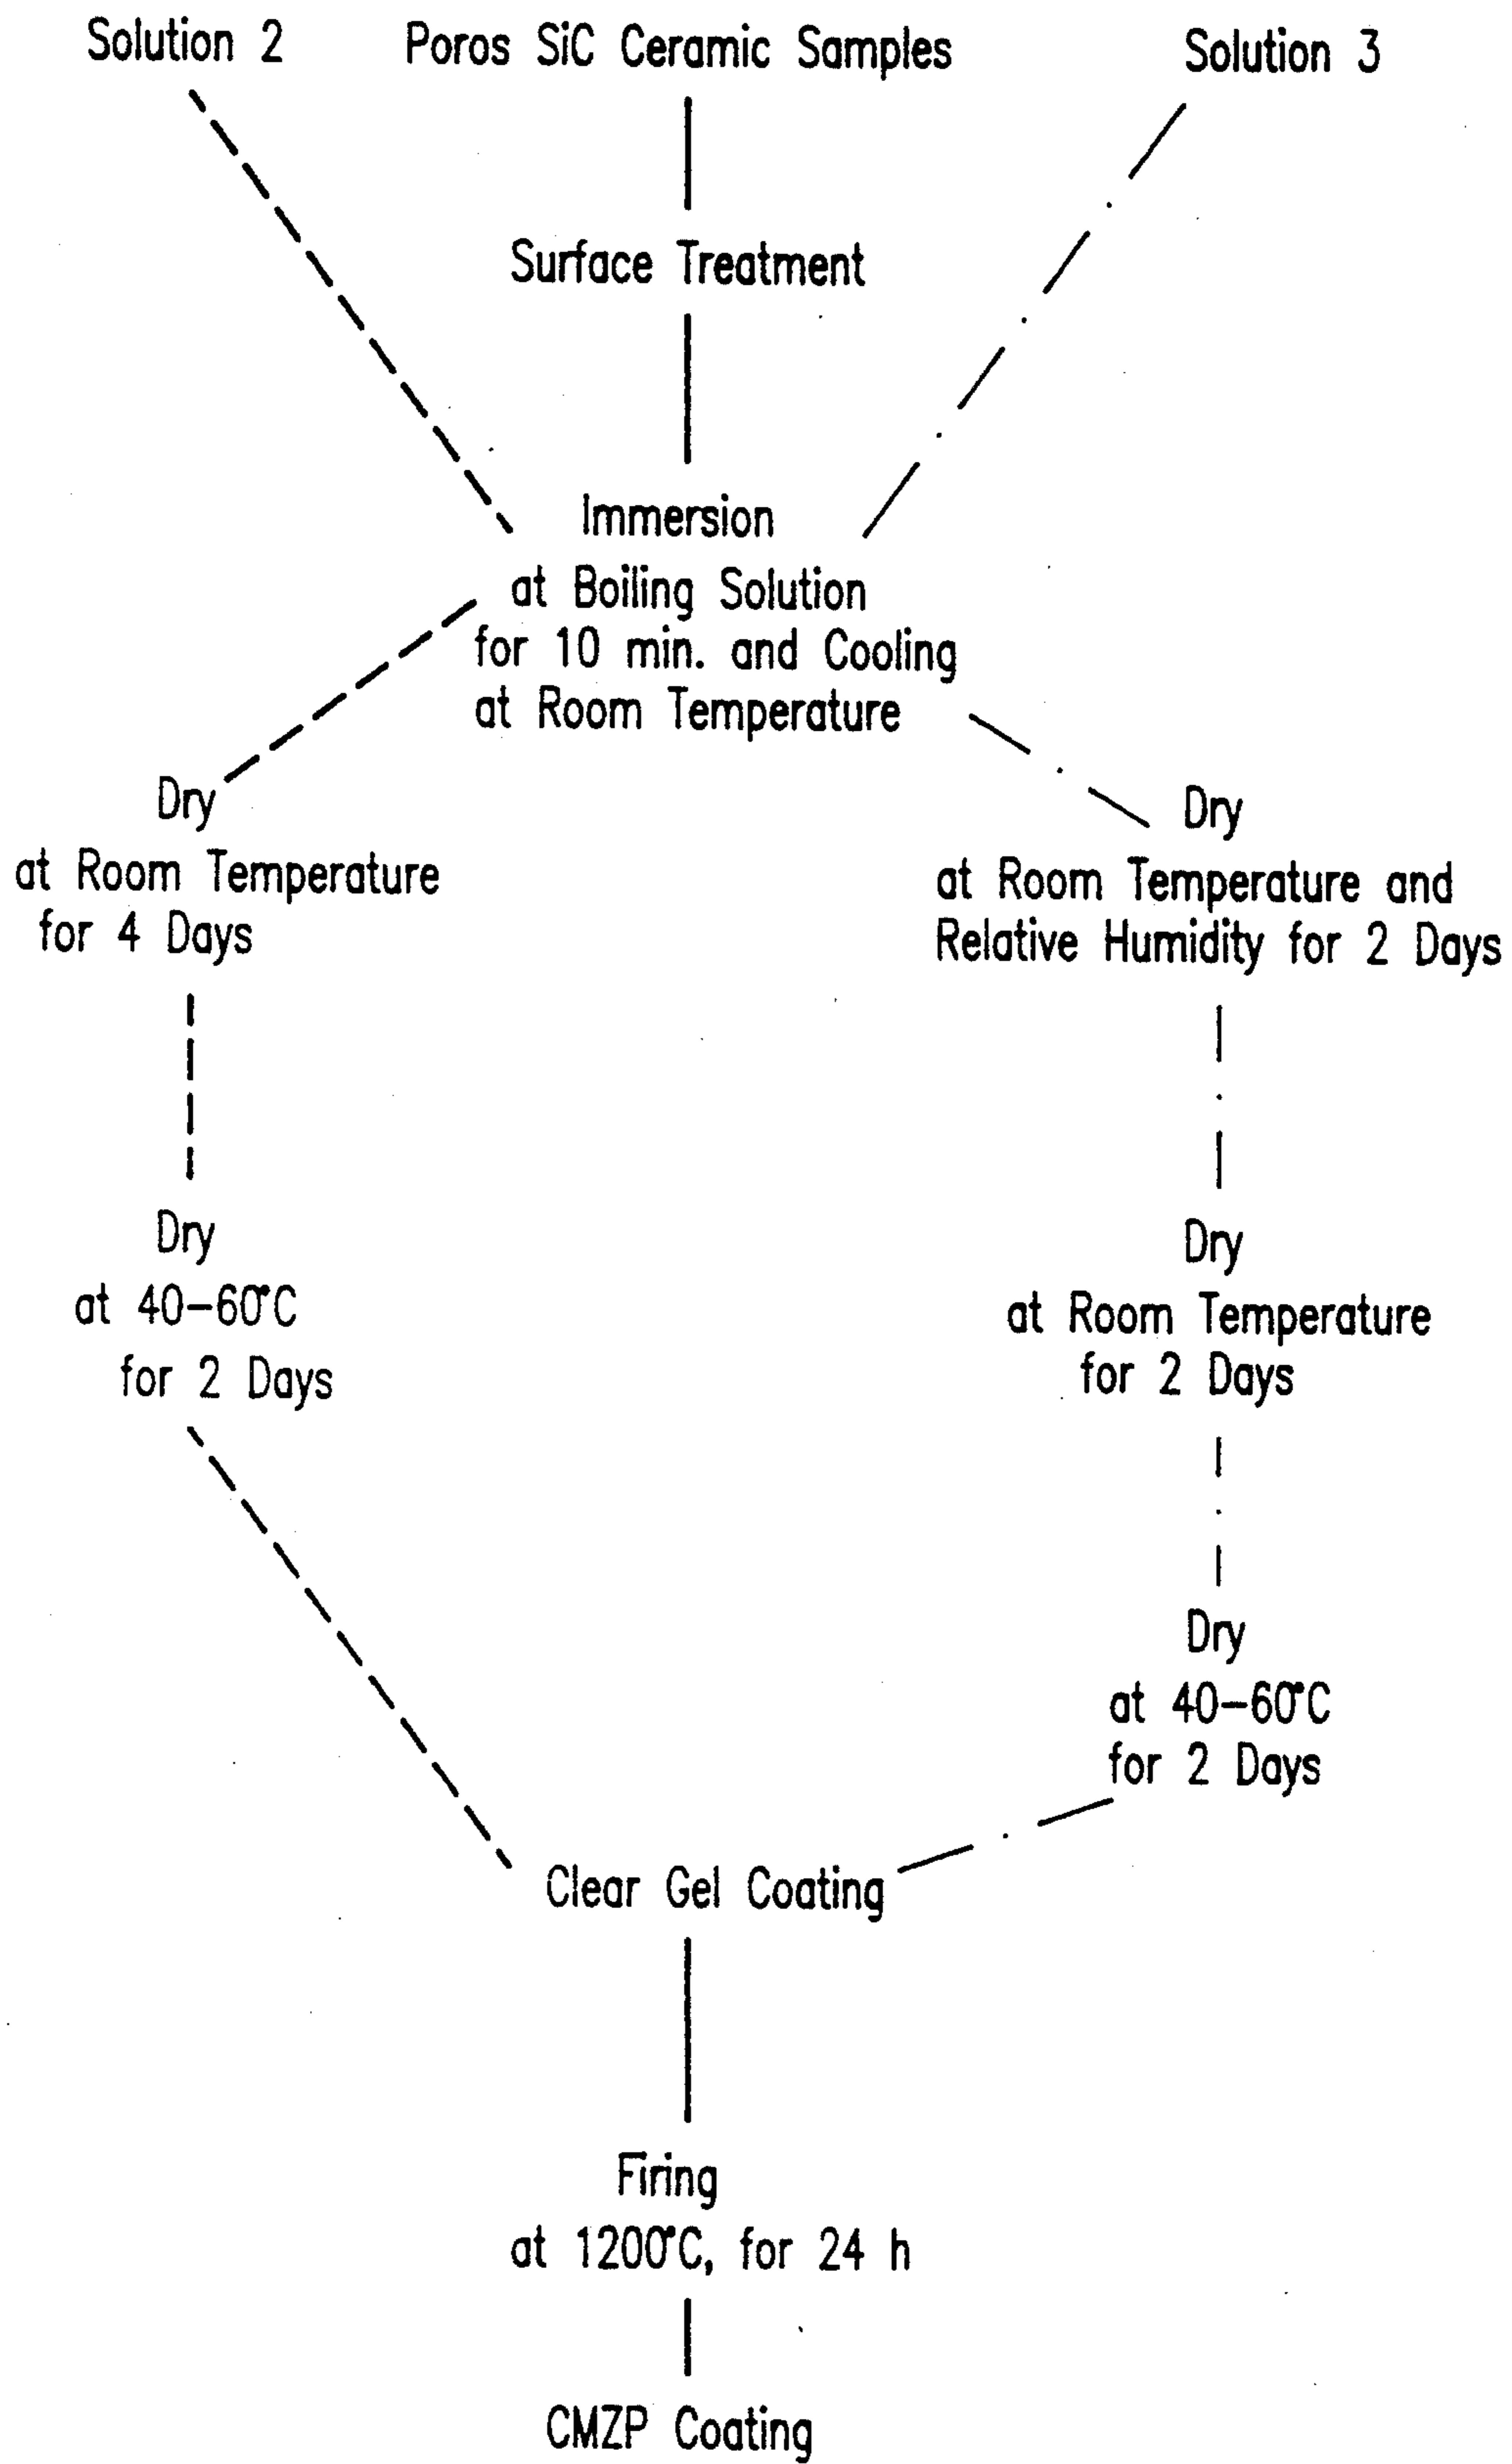 Solution 2
Poros SiC Ceramic Samples
Solution 3
Surface Treatment
Immersion
at Boiling Solution
for 10 min. and Cooling
at Room Temperature
Dry
at Room Temperature
for 4 Days
Dry
at Room Temperature and
Relative Humidity for 2 Days
Dry
at 40–60°C
for 2 Days
Dry
at Room Temperature
for 2 Days
Dry
at 40–60°C
for 2 Days
Clear Gel Coating
Firing
at 1200°C, for 24 h
CMZP Coating